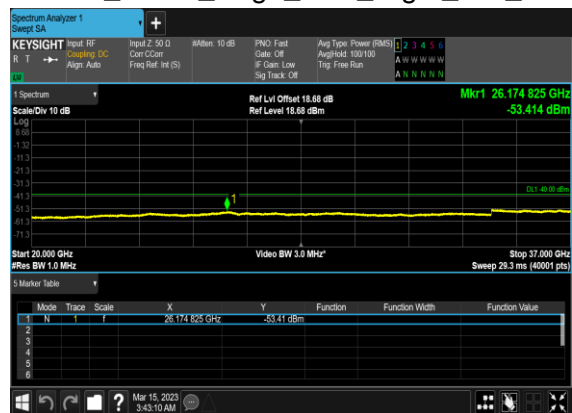 Spectrum Analyzer 1
Swept SA
+
KEYSIGHT
R T
Input: RF
Coupling: DC
Align: Auto
Input Z: 50 Ω
Corr CCorr
Freq Ref: Int (S)
#Atten: 10 dB
PNO: Fast
Gate: Off
IF Gain: Low
Sig Track: Off
Avg Type: Power (RMS)
Avg|Hold: 100/100
Trig: Free Run
1 2 3 4 5 6
A W W W W W
A N N N N N
1 Spectrum
Scale/Div 10 dB
Ref Lvl Offset 18.68 dB
Ref Level 18.68 dBm
Mkr1 26.174 825 GHz
-53.414 dBm
Log
8.68
-1.32
-11.3
-21.3
-31.3
-41.3
-51.3
-61.3
-71.3
1
DL1 -40.00 dBm
Start 20.000 GHz
#Res BW 1.0 MHz
Video BW 3.0 MHz*
Stop 37.000 GHz
Sweep 29.3 ms (40001 pts)
5 Marker Table
Mode Trace Scale X Y Function Function Width Function Value
1 N 1 f 26.174 825 GHz -53.41 dBm
2
3
4
5
6
?
Mar 15, 2023
3:43:10 AM